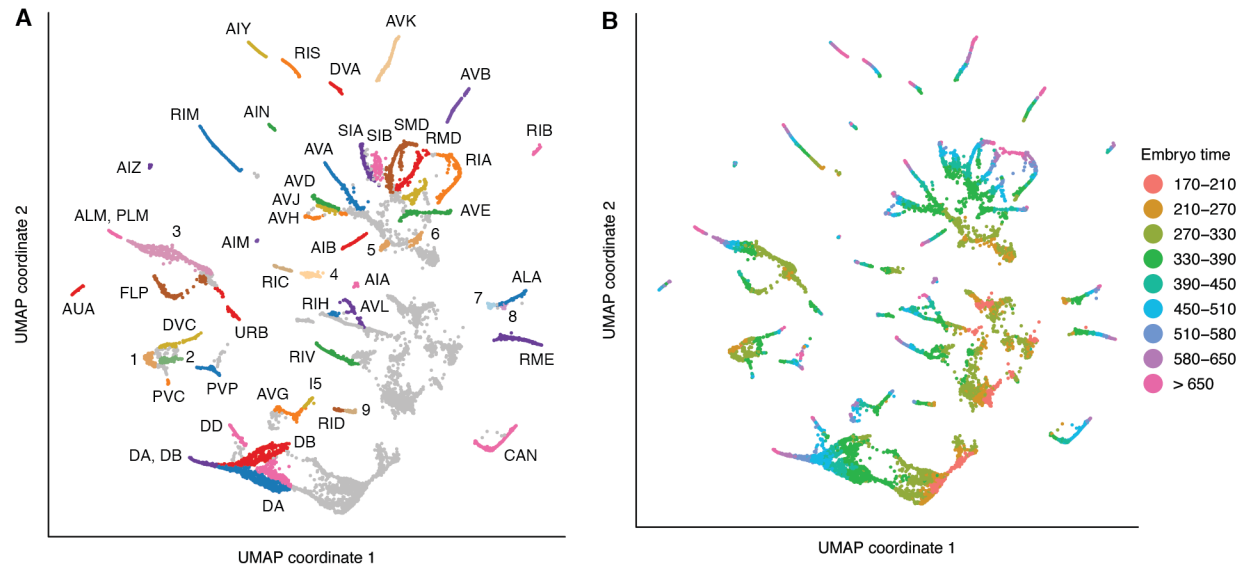 A
AIY
AVK
RIS
DVA
AVB
RIM
AIN
SIA
SIB
SMD
RMD
RIB
AIZ
AVA
RIA
AVD
AVJ
AVH
AVE
ALM, PLM
3
AIM
AIB
5
6
RIC
4
AIA
ALA
AUA
FLP
RIH
AVL
7
8
URB
DVC
1
2
RIV
RME
PVC
PVP
AVG
I5
RID
9
DD
DB
DA, DB
CAN
DA
UMAP coordinate 2
UMAP coordinate 1
B
UMAP coordinate 2
UMAP coordinate 1
Embryo time
170–210
210–270
270–330
330–390
390–450
450–510
510–580
580–650
> 650